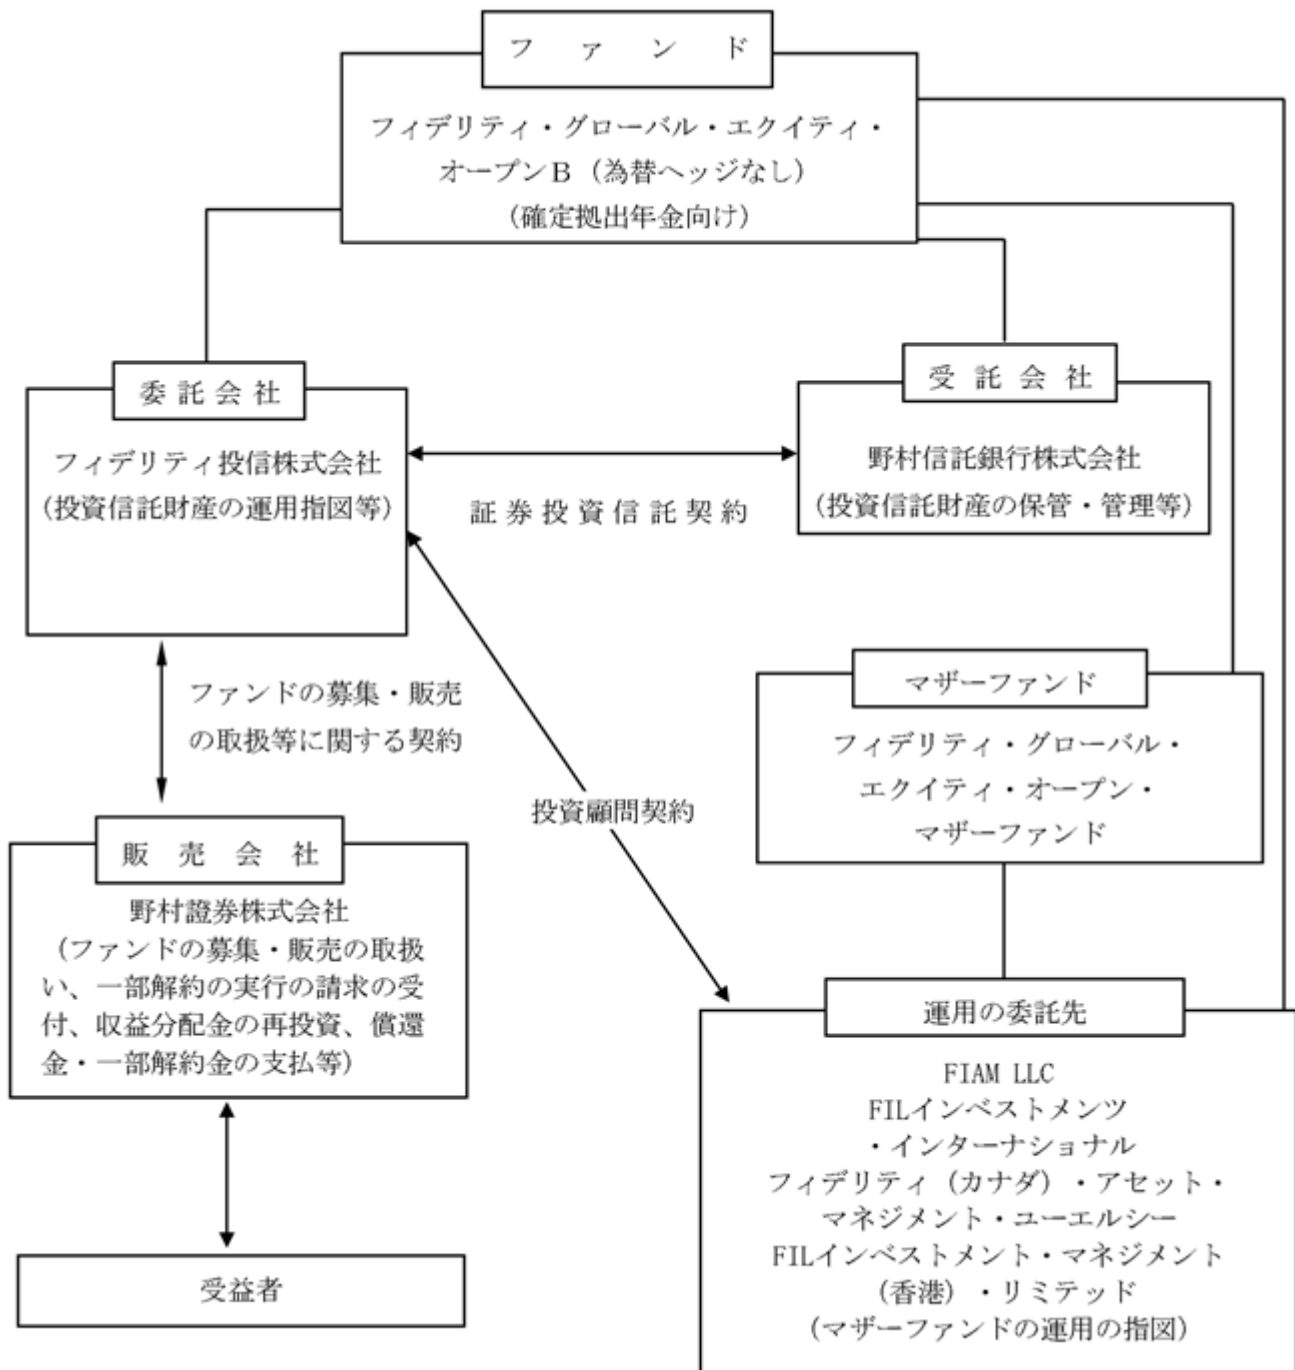 ファンド
フィデリティ・グローバル・エクイティ・
オープンＢ（為替ヘッジなし）
（確定拠出年金向け）
委託会社
フィデリティ投信株式会社
（投資信託財産の運用指図等）
証券投資信託契約
受託会社
野村信託銀行株式会社
（投資信託財産の保管・管理等）
ファンドの募集・販売
の取扱等に関する契約
投資顧問契約
マザーファンド
フィデリティ・グローバル・
エクイティ・オープン・
マザーファンド
販売会社
野村證券株式会社
（ファンドの募集・販売の取扱
い、一部解約の実行の請求の受
付、収益分配金の再投資、償還
金・一部解約金の支払等）
受益者
運用の委託先
FIAM LLC
FILインベストメンツ
・インターナショナル
フィデリティ（カナダ）・アセット・
マネジメント・ユーエルシー
FILインベストメント・マネジメント
（香港）・リミテッド
（マザーファンドの運用の指図）